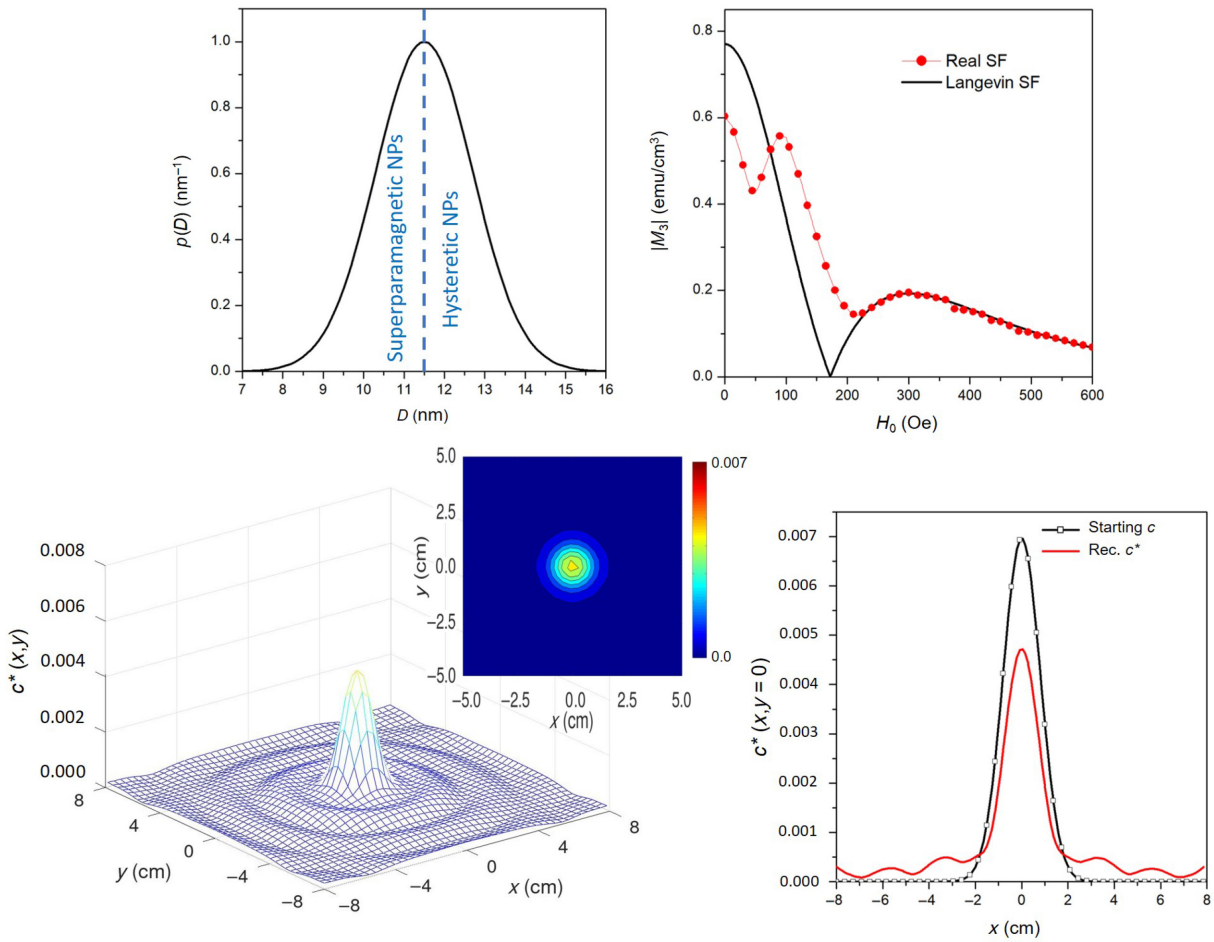 1.0
0.8
0.6
0.4
0.2
0.0
p(D) (nm⁻¹)
Superparamagnetic NPs
Hysteretic NPs
7 8 9 10 11 12 13 14 15 16
D (nm)
0.8
0.6
0.4
0.2
0.0
|M₃| (emu/cm³)
Real SF
Langevin SF
0 100 200 300 400 500 600
H₀ (Oe)
0.008
0.006
0.004
0.002
0.000
c* (x,y)
8 4 0 −4 −8
y (cm)
−8 −4 0 4 8
x (cm)
5.0
2.5
0.0
−2.5
−5.0
y (cm)
−5.0 −2.5 0.0 2.5 5.0
x (cm)
0.007
0.0
0.007
0.006
0.005
0.004
0.003
0.002
0.001
0.000
c* (x,y = 0)
Starting c
Rec. c*
−8 −6 −4 −2 0 2 4 6 8
x (cm)